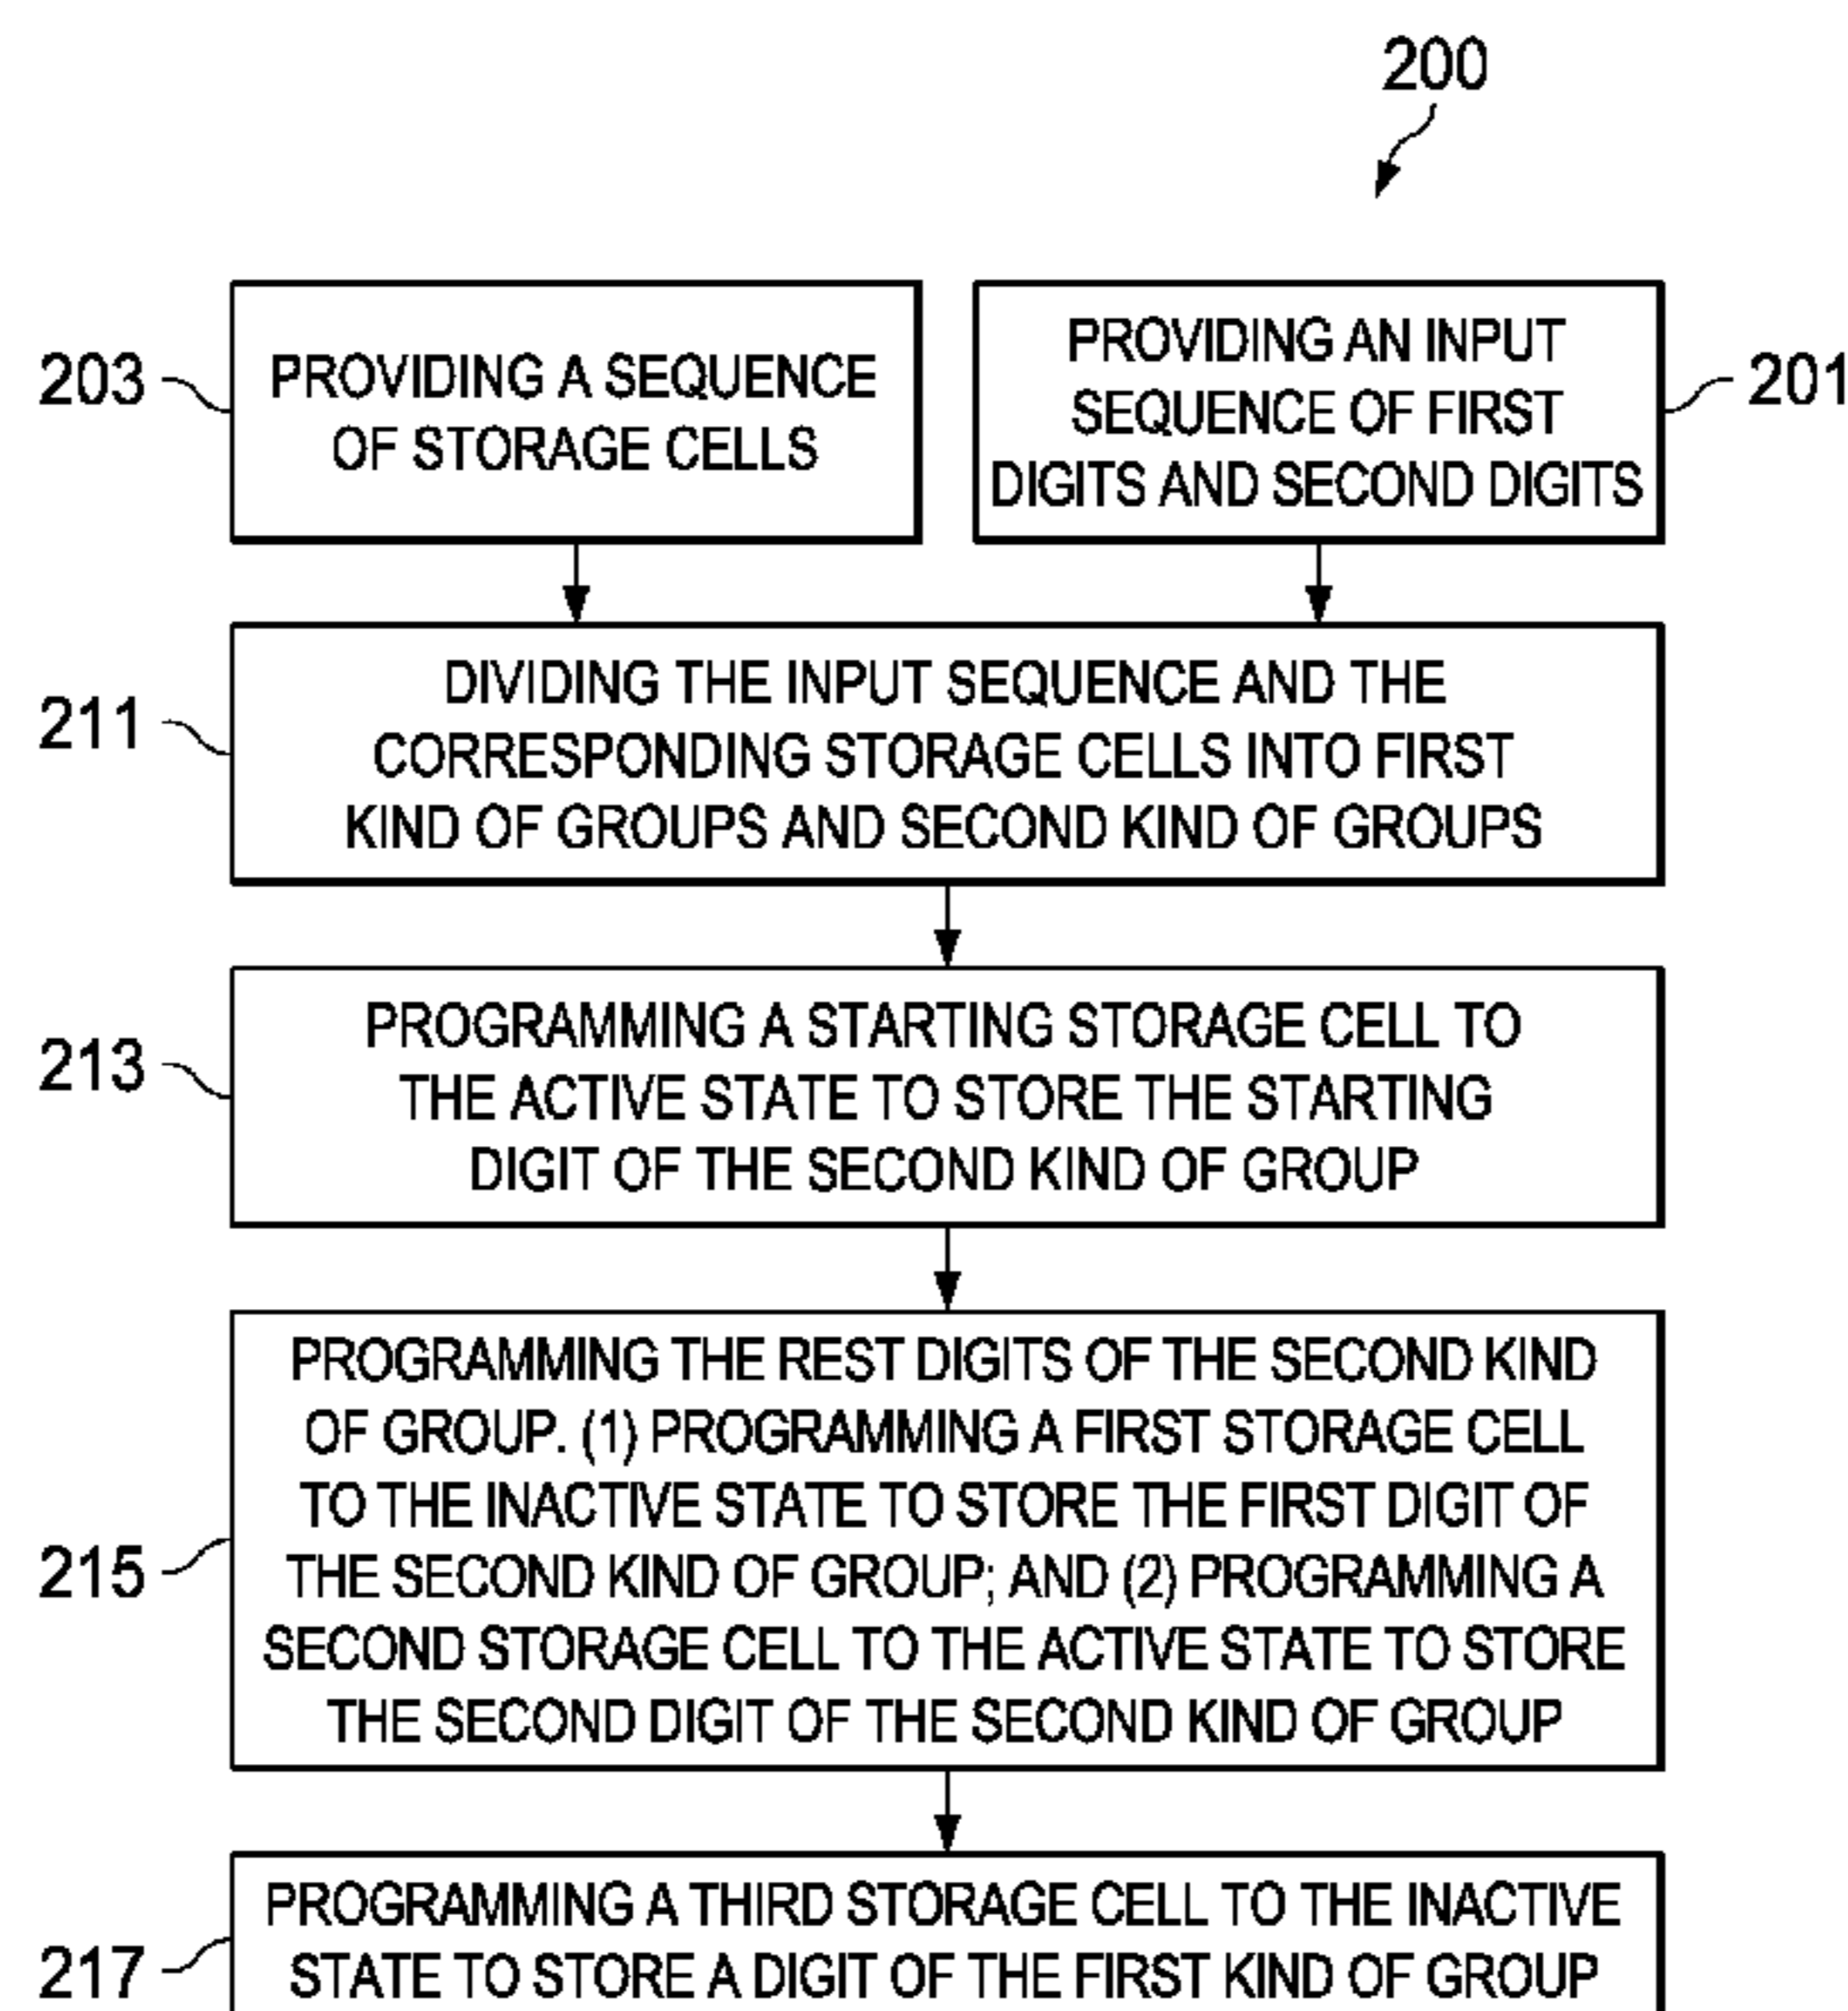 200
203
PROVIDING A SEQUENCE
OF STORAGE CELLS
PROVIDING AN INPUT
SEQUENCE OF FIRST
DIGITS AND SECOND DIGITS
201
211
DIVIDING THE INPUT SEQUENCE AND THE
CORRESPONDING STORAGE CELLS INTO FIRST
KIND OF GROUPS AND SECOND KIND OF GROUPS
213
PROGRAMMING A STARTING STORAGE CELL TO
THE ACTIVE STATE TO STORE THE STARTING
DIGIT OF THE SECOND KIND OF GROUP
215
PROGRAMMING THE REST DIGITS OF THE SECOND KIND
OF GROUP. (1) PROGRAMMING A FIRST STORAGE CELL
TO THE INACTIVE STATE TO STORE THE FIRST DIGIT OF
THE SECOND KIND OF GROUP; AND (2) PROGRAMMING A
SECOND STORAGE CELL TO THE ACTIVE STATE TO STORE
THE SECOND DIGIT OF THE SECOND KIND OF GROUP
217
PROGRAMMING A THIRD STORAGE CELL TO THE INACTIVE
STATE TO STORE A DIGIT OF THE FIRST KIND OF GROUP